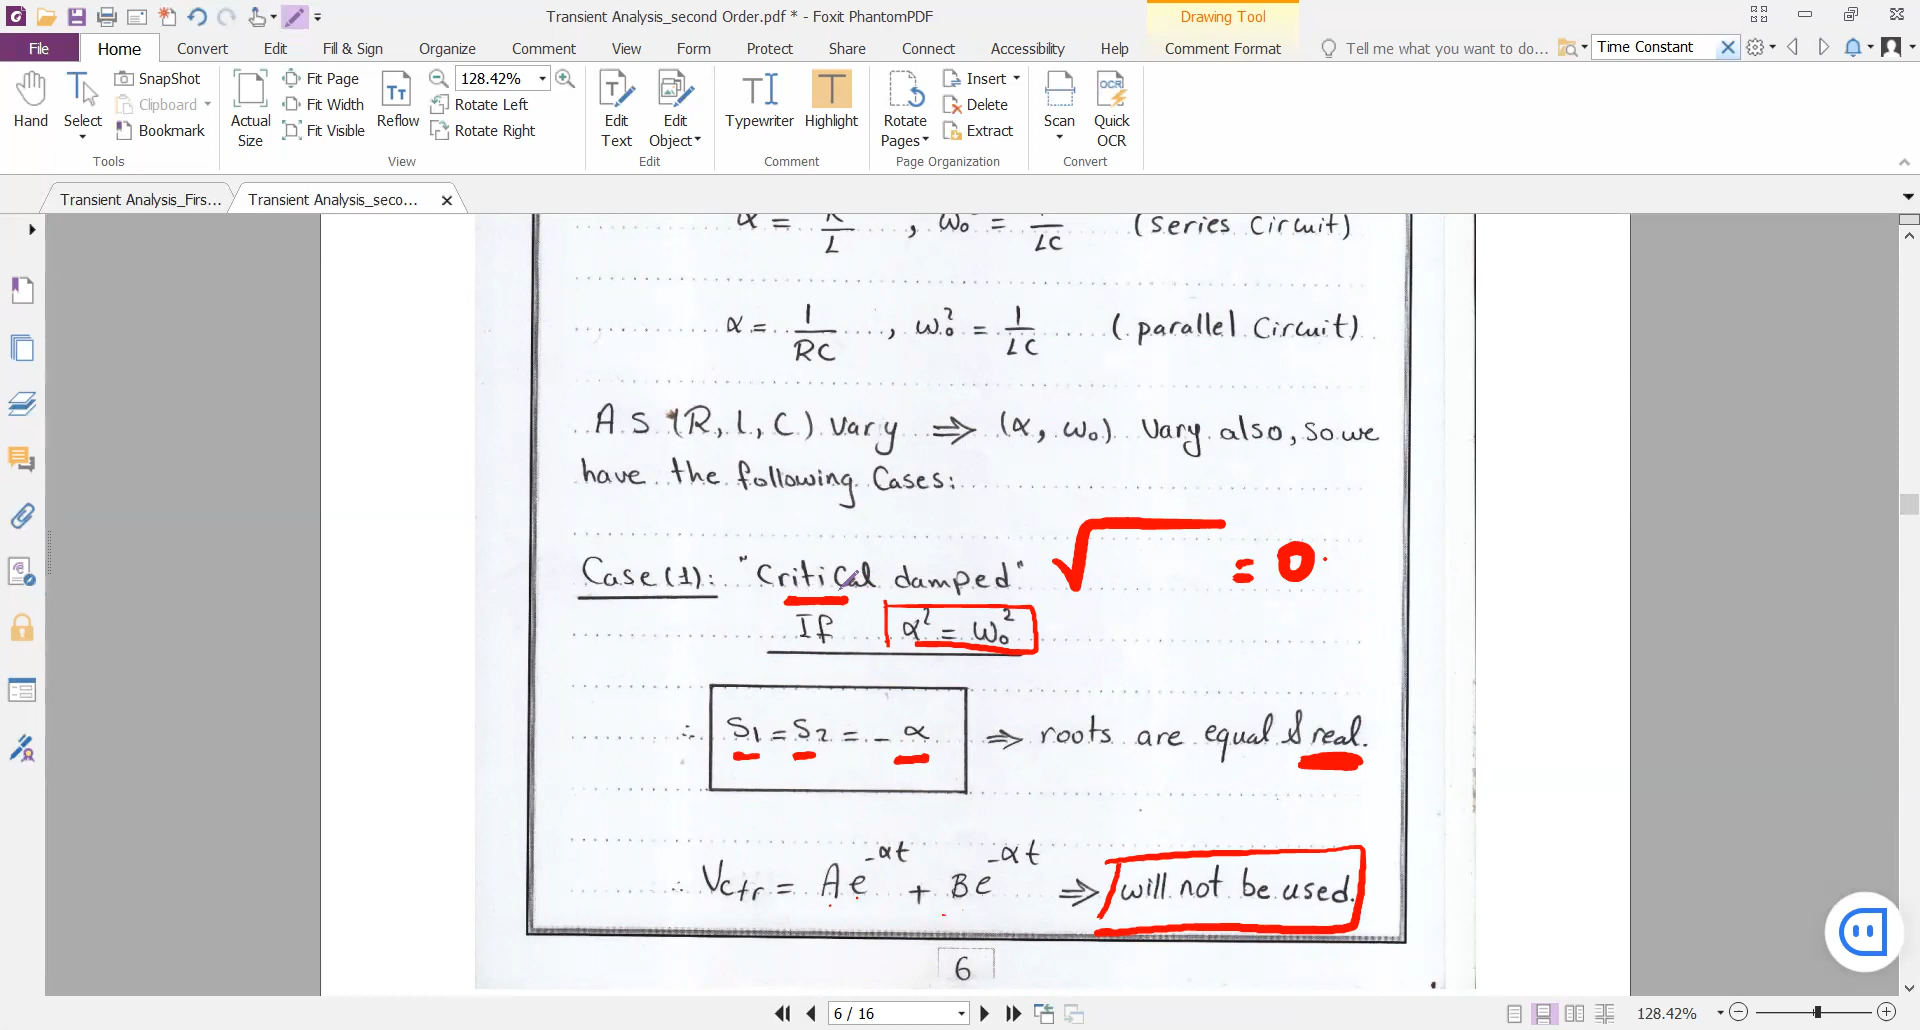 Transient Analysis_second Order.pdf * - Foxit PhantomPDF
Drawing Tool
File Home Convert Edit Fill & Sign Organize Comment View Form Protect Share Connect Accessibility Help Comment Format Tell me what you want to do... Time Constant
Hand
Select
SnapShot
Clipboard
Bookmark
Tools
Actual Size
Fit Page
Fit Width
Fit Visible
Reflow
128.42%
Rotate Left
Rotate Right
View
Edit Text
Edit Object
Edit
Typewriter
Highlight
Comment
Rotate Pages
Insert
Delete
Extract
Page Organization
Scan
Quick OCR
Convert
Transient Analysis_Firs...
Transient Analysis_seco...
α = R/L , ω₀ = 1/LC (series Circuit)
α = 1/RC , ω₀² = 1/LC (parallel Circuit)
AS (R, L, C) vary ⇒ (α, ω₀) Vary also, so we
have the following Cases:
Case (1): "Critical damped" √ = 0
If α² = ω₀²
∴ S1 = S2 = - α ⇒ roots are equal & real.
∴ Vctr = A e^-αt + B e^-αt ⇒ will not be used.
6
6 / 16
128.42%